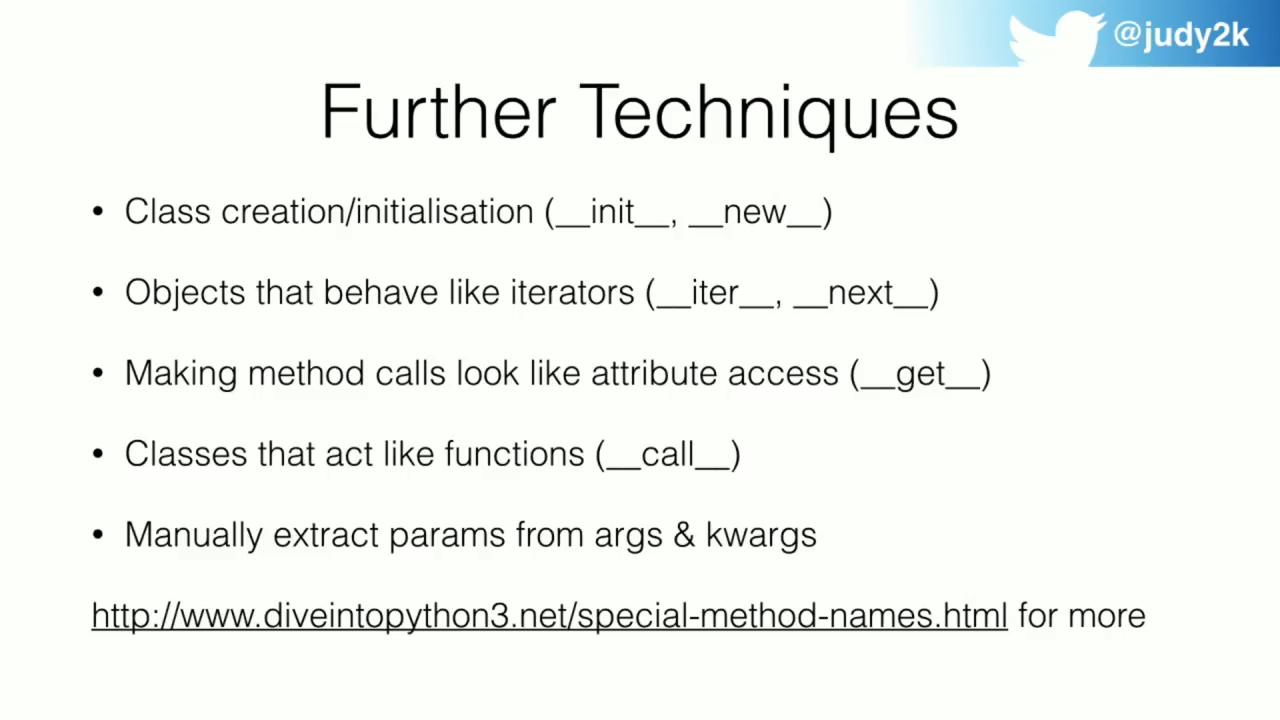 @judy2k
Further Techniques
• Class creation/initialisation (__init__, __new__)
• Objects that behave like iterators (__iter__, __next__)
• Making method calls look like attribute access (__get__)
• Classes that act like functions (__call__)
• Manually extract params from args & kwargs
http://www.diveintopython3.net/special-method-names.html for more